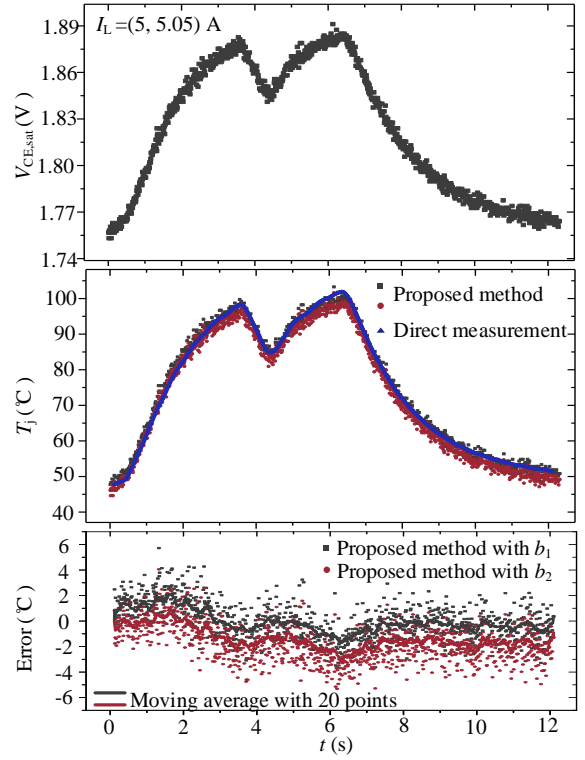 I_L =(5, 5.05) A
1.89
1.86
1.80
1.77
1.74
V_CE,sat (V)
Proposed method
Direct measurement
100
90
80
70
60
50
40
T_j (℃)
Proposed method with b_1
Proposed method with b_2
6
4
2
0
-2
-4
-6
Error (℃)
Moving average with 20 points
0 2 4 6 8 10 12
t (s)